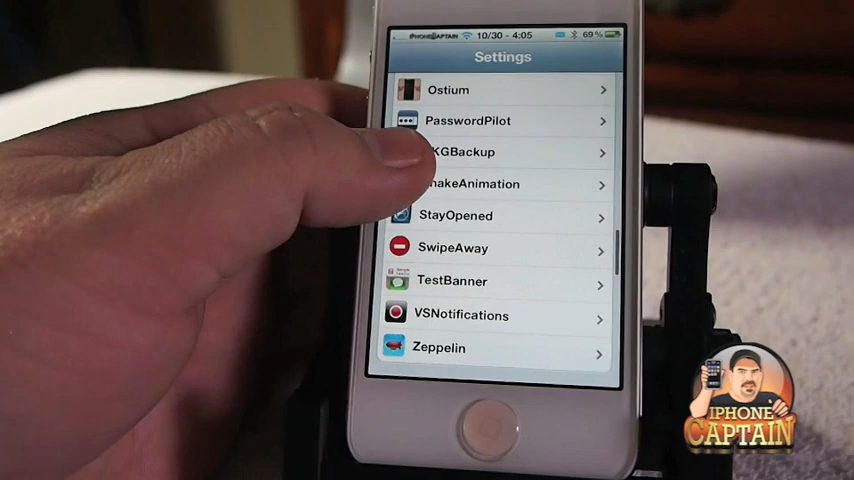 iPhoneCaptain 10/30 - 4:05 69%
Settings
Ostium
PasswordPilot
KGBackup
hakeAnimation
StayOpened
SwipeAway
TestBanner
VSNotifications
Zeppelin
IPHONE
CAPTAIN